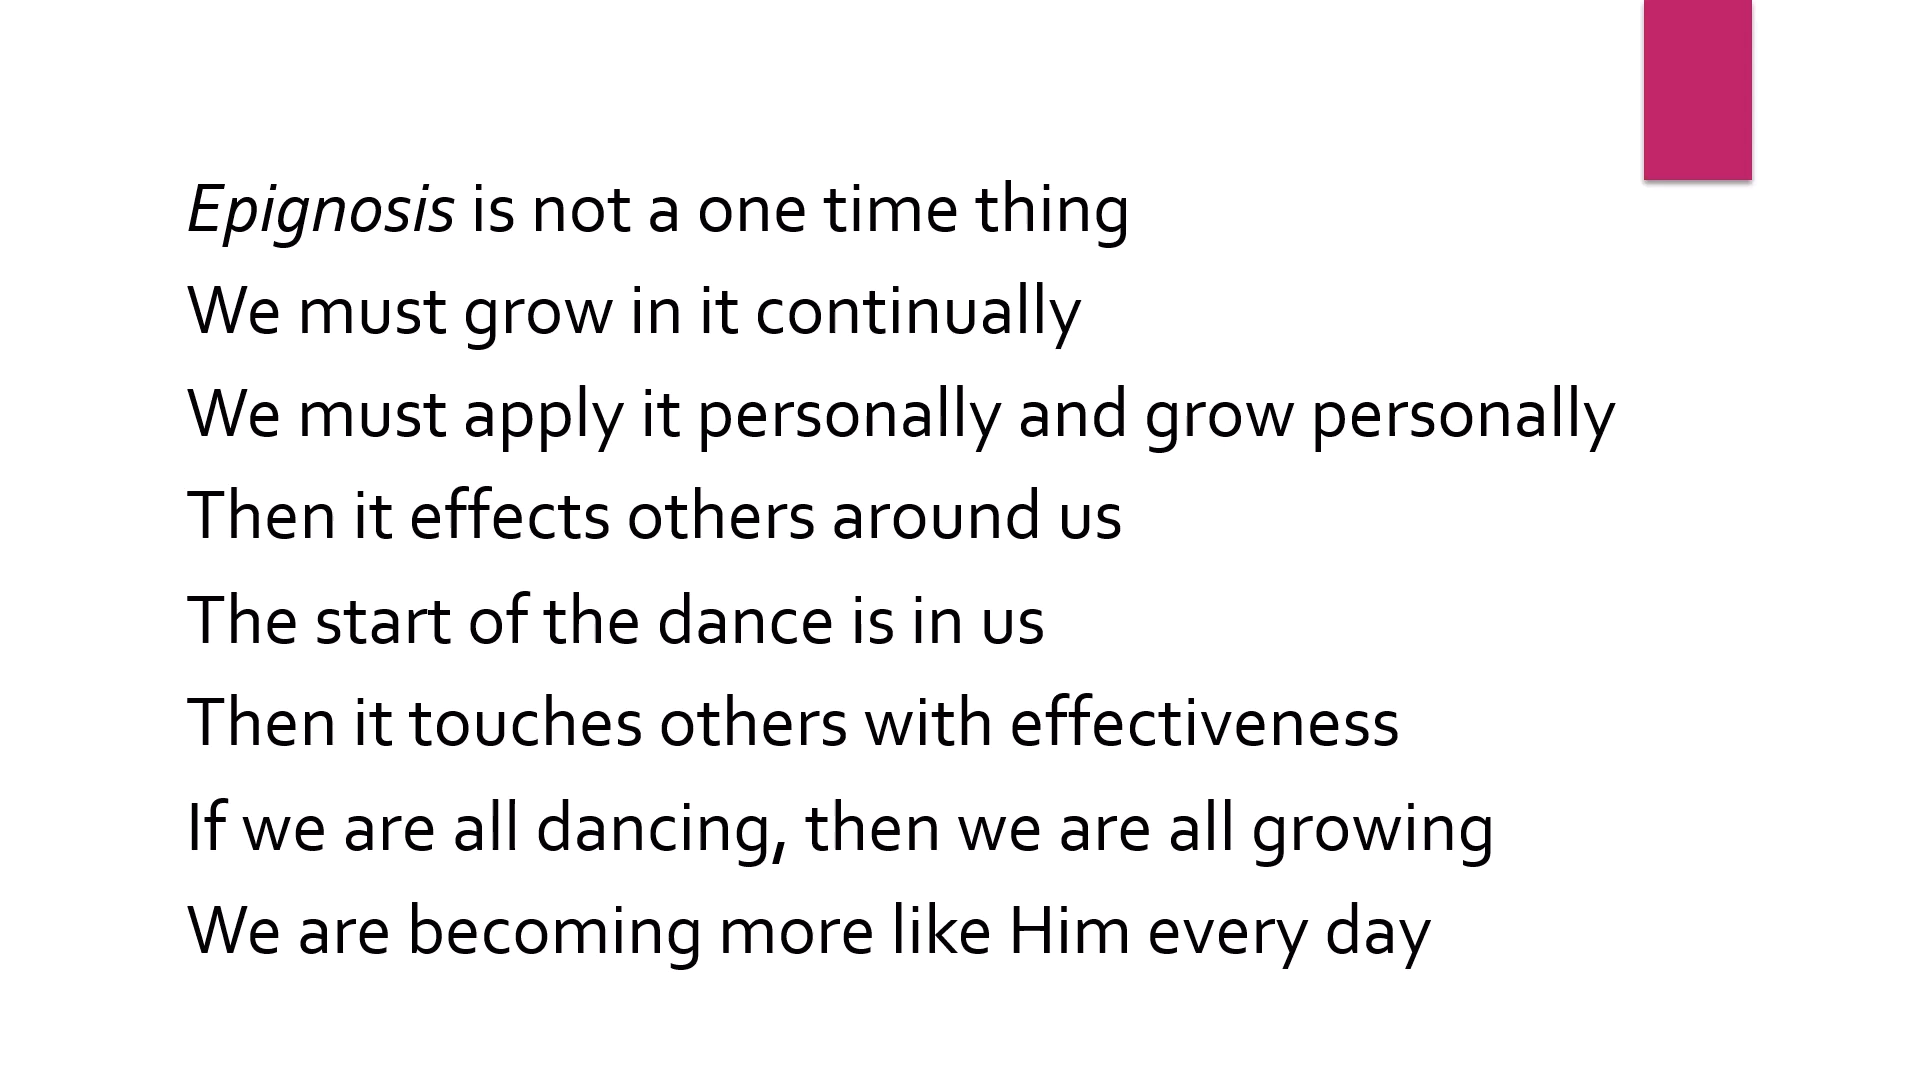 Epignosis is not a one time thing
We must grow in it continually
We must apply it personally and grow personally
Then it effects others around us
The start of the dance is in us
Then it touches others with effectiveness
If we are all dancing, then we are all growing
We are becoming more like Him every day